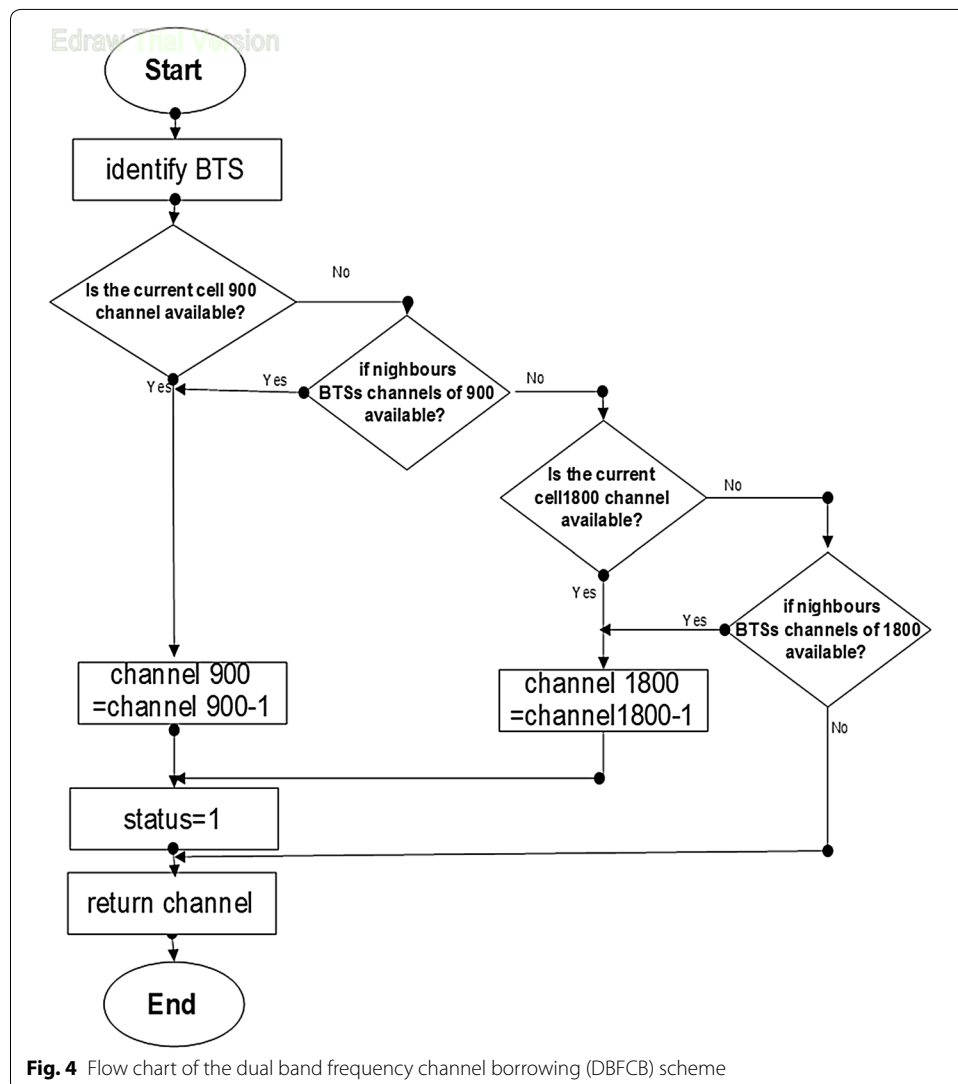 Edraw Trial Version
Start
identify BTS
Is the current cell 900
channel available?
No
Yes
Yes
if nighbours
BTSs channels of 900
available?
No
Is the current
cell1800 channel
available?
No
Yes
Yes
if nighbours
BTSs channels of 1800
available?
No
channel 900
=channel 900-1
channel 1800
=channel1800-1
status=1
return channel
End
Fig. 4 Flow chart of the dual band frequency channel borrowing (DBFCB) scheme